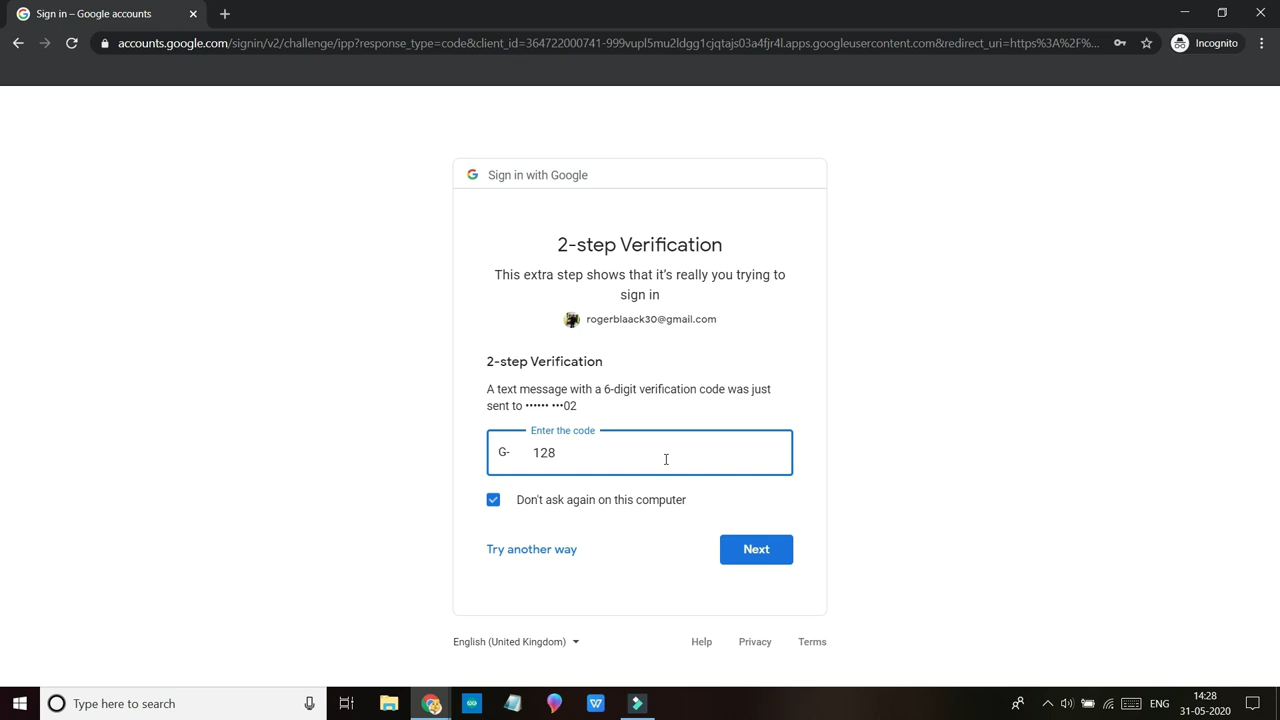 Sign in – Google accounts
accounts.google.com/signin/v2/challenge/ipp?response_type=code&client_id=364722000741-999vupl5mu2ldgg1cjqtajs03a4fjr4l.apps.googleusercontent.com&redirect_uri=https%3A%2F%...
Incognito
Sign in with Google
2-step Verification
This extra step shows that it's really you trying to
sign in
rogerblaack30@gmail.com
2-step Verification
A text message with a 6-digit verification code was just
sent to •••••• •••02
Enter the code
G- 128
Don't ask again on this computer
Try another way
Next
English (United Kingdom)
Help Privacy Terms
Type here to search
ENG
14:28
31-05-2020